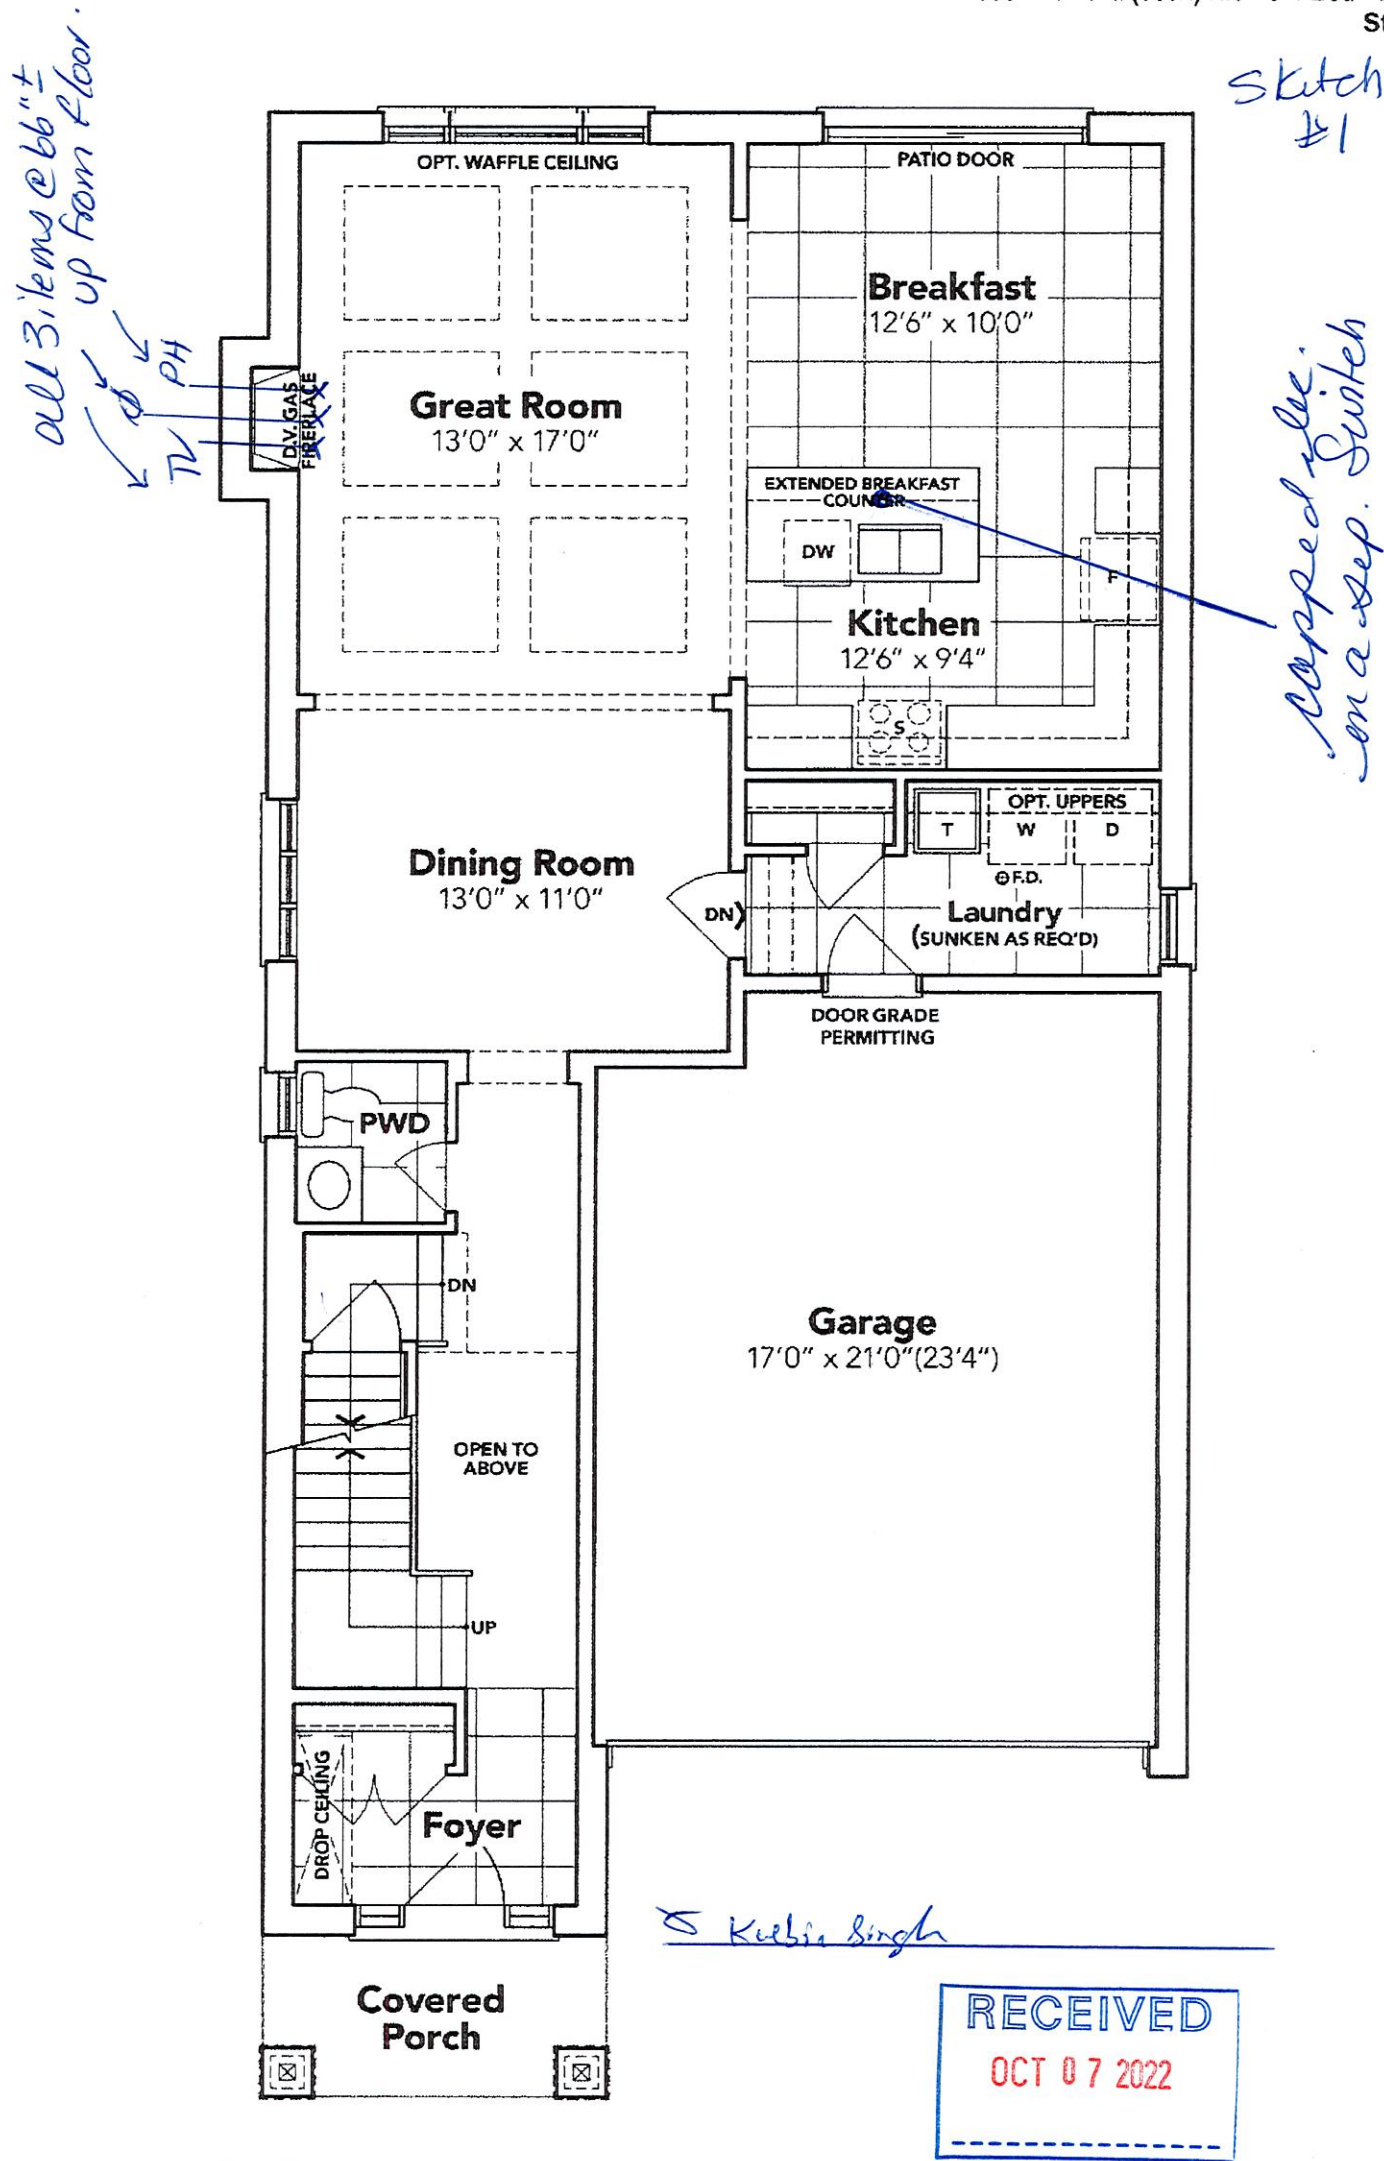 St
Sketch
#1
all 3 items @ 66" ±
up from floor.
PH
TV
OPT. WAFFLE CEILING
PATIO DOOR
Breakfast
12'6" x 10'0"
D.V. GAS
FIREPLACE
Great Room
13'0" x 17'0"
EXTENDED BREAKFAST
COUNTER
DW
F
capped elec.
on a sep. Switch
Kitchen
12'6" x 9'4"
S
OPT. UPPERS
T
W
D
F.D.
Dining Room
13'0" x 11'0"
DN
Laundry
(SUNKEN AS REQ'D)
DOOR GRADE
PERMITTING
PWD
DN
Garage
17'0" x 21'0"(23'4")
OPEN TO
ABOVE
UP
DROP CEILING
Foyer
Singh
Covered
Porch
RECEIVED
OCT 07 2022